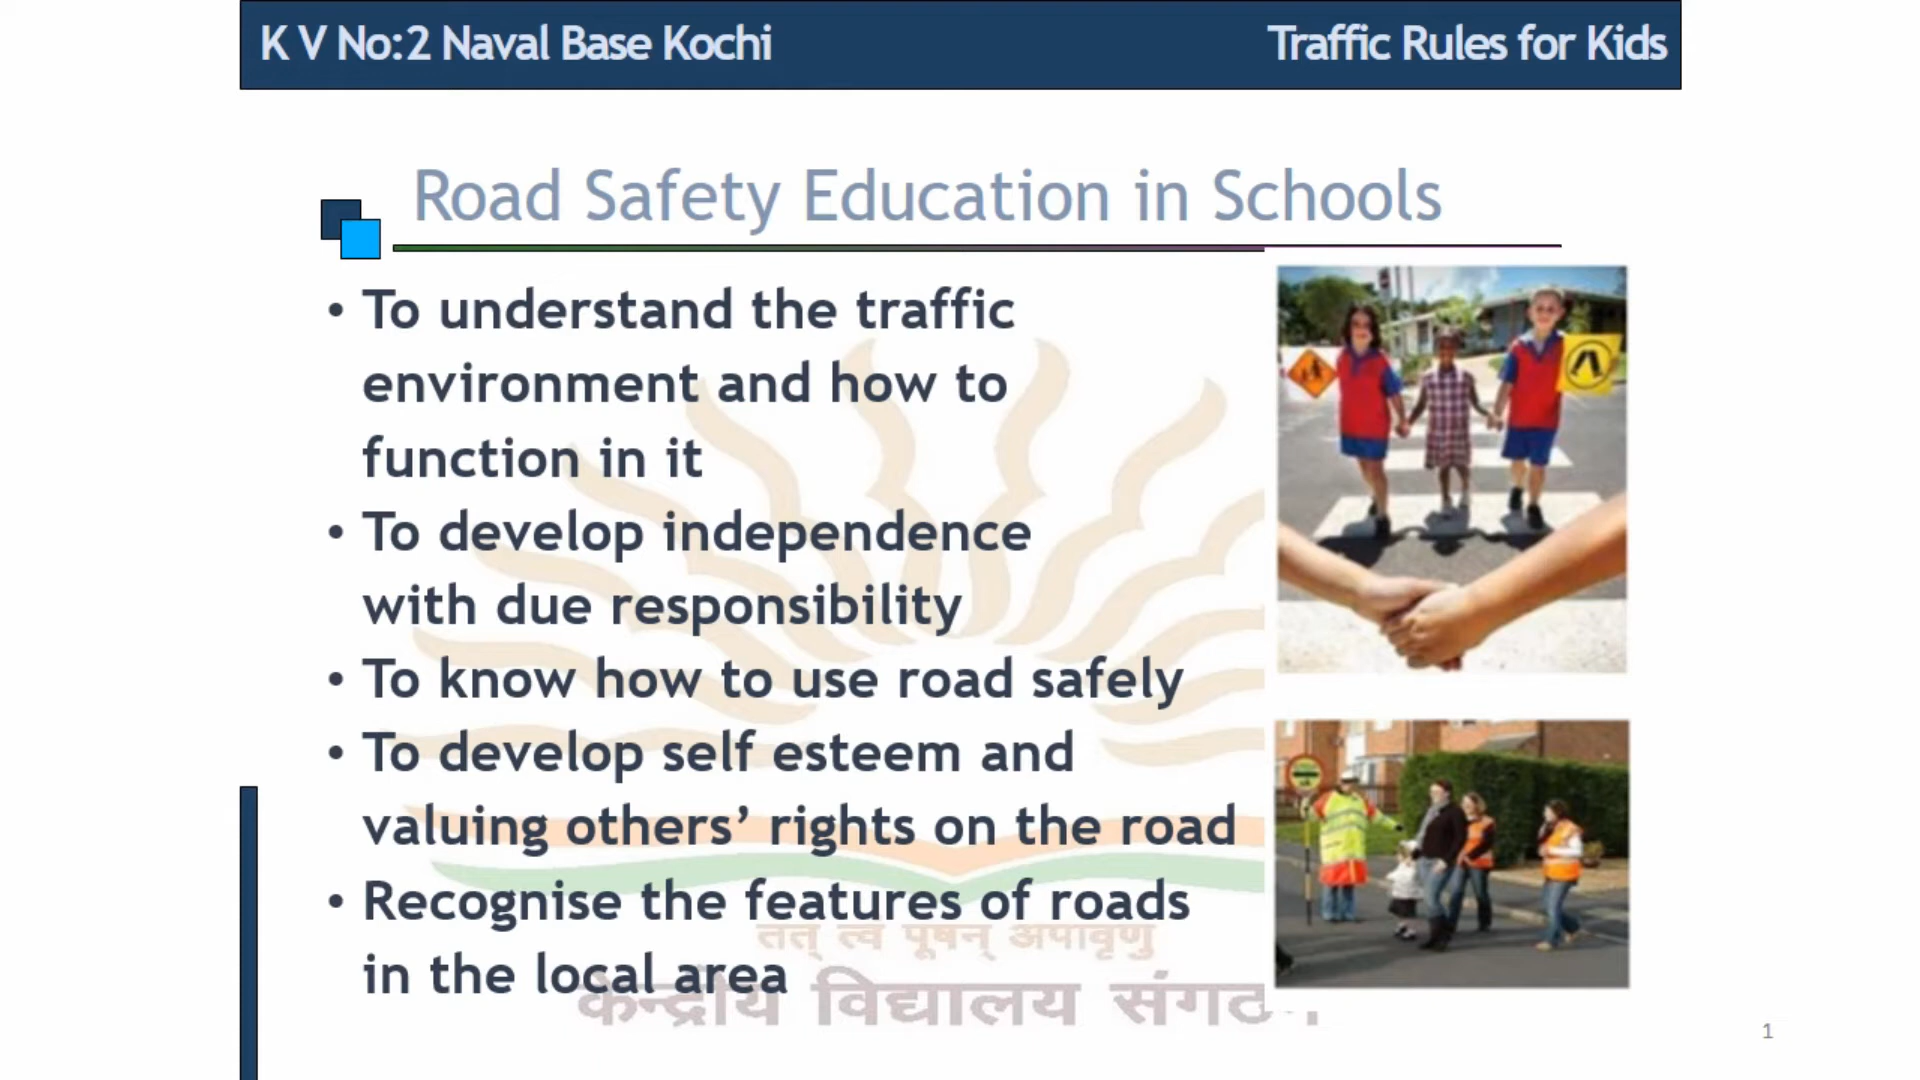 K V No:2 Naval Base Kochi
Traffic Rules for Kids
Road Safety Education in Schools
• To understand the traffic
environment and how to
function in it
• To develop independence
with due responsibility
• To know how to use road safely
• To develop self esteem and
valuing others’ rights on the road
• Recognise the features of roads
तत् त्वं पूषन् अपावृणु
in the local area
केन्द्रीय विद्यालय
1